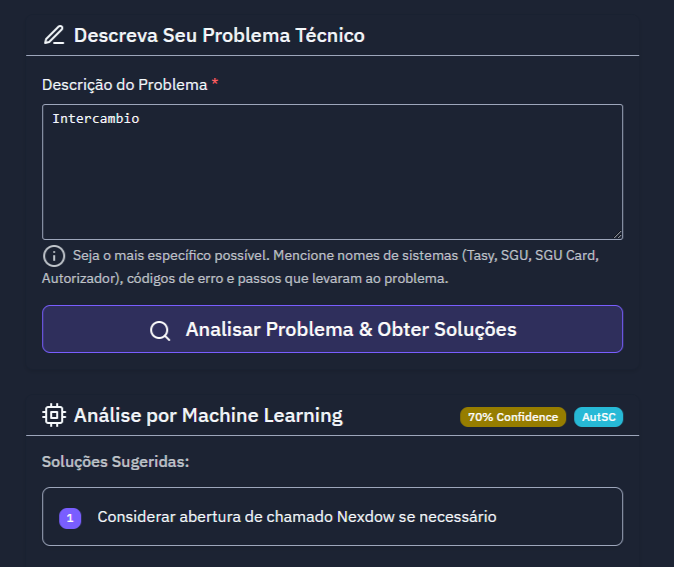 Descreva Seu Problema Técnico
Descrição do Problema *
Intercambio
Seja o mais específico possível. Mencione nomes de sistemas (Tasy, SGU, SGU Card,
Autorizador), códigos de erro e passos que levaram ao problema.
Analisar Problema & Obter Soluções
Análise por Machine Learning 70% Confidence AutSC
Soluções Sugeridas:
1 Considerar abertura de chamado Nexdow se necessário